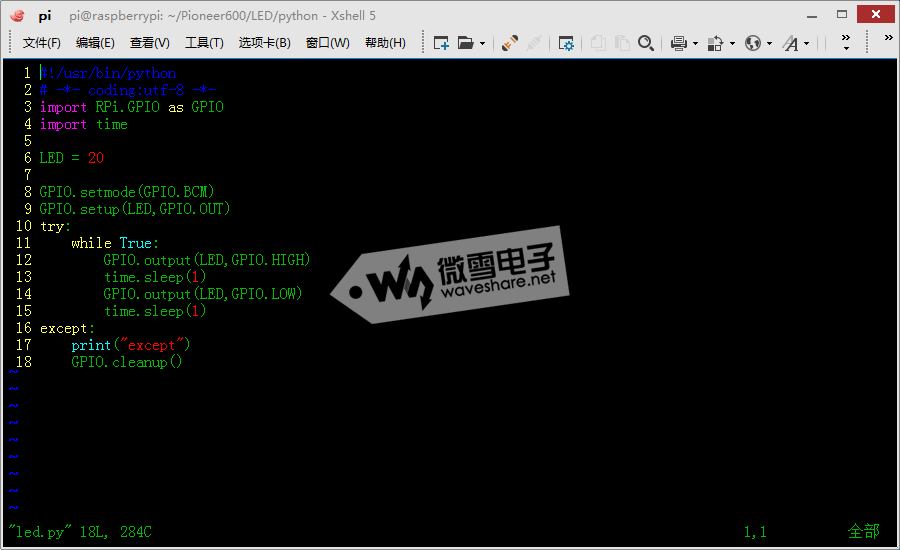 pi pi@raspberrypi: ~/Pioneer600/LED/python - Xshell 5
文件(F) 编辑(E) 查看(V) 工具(T) 选项卡(B) 窗口(W) 帮助(H)
1 #!/usr/bin/python
2 # -*- coding:utf-8 -*-
3 import RPi.GPIO as GPIO
4 import time
5
6 LED = 20
7
8 GPIO.setmode(GPIO.BCM)
9 GPIO.setup(LED,GPIO.OUT)
10 try:
11     while True:
12         GPIO.output(LED,GPIO.HIGH)
13         time.sleep(1)
14         GPIO.output(LED,GPIO.LOW)
15         time.sleep(1)
16 except:
17     print("except")
18     GPIO.cleanup()
~
~
~
~
~
~
~
~
~
微雪电子
waveshare.net
"led.py" 18L, 284C 1,1 全部